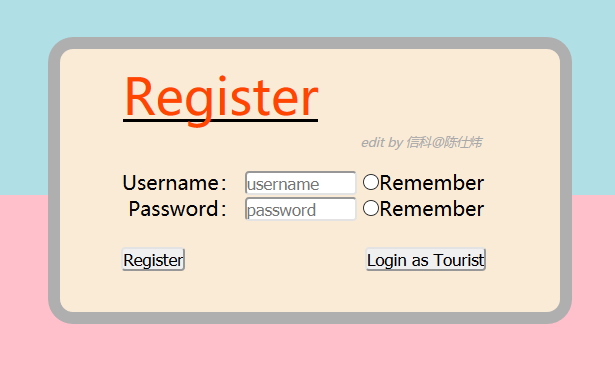 Register
edit by 信科@陈仕炜
Username： username Remember
Password： password Remember
Register Login as Tourist